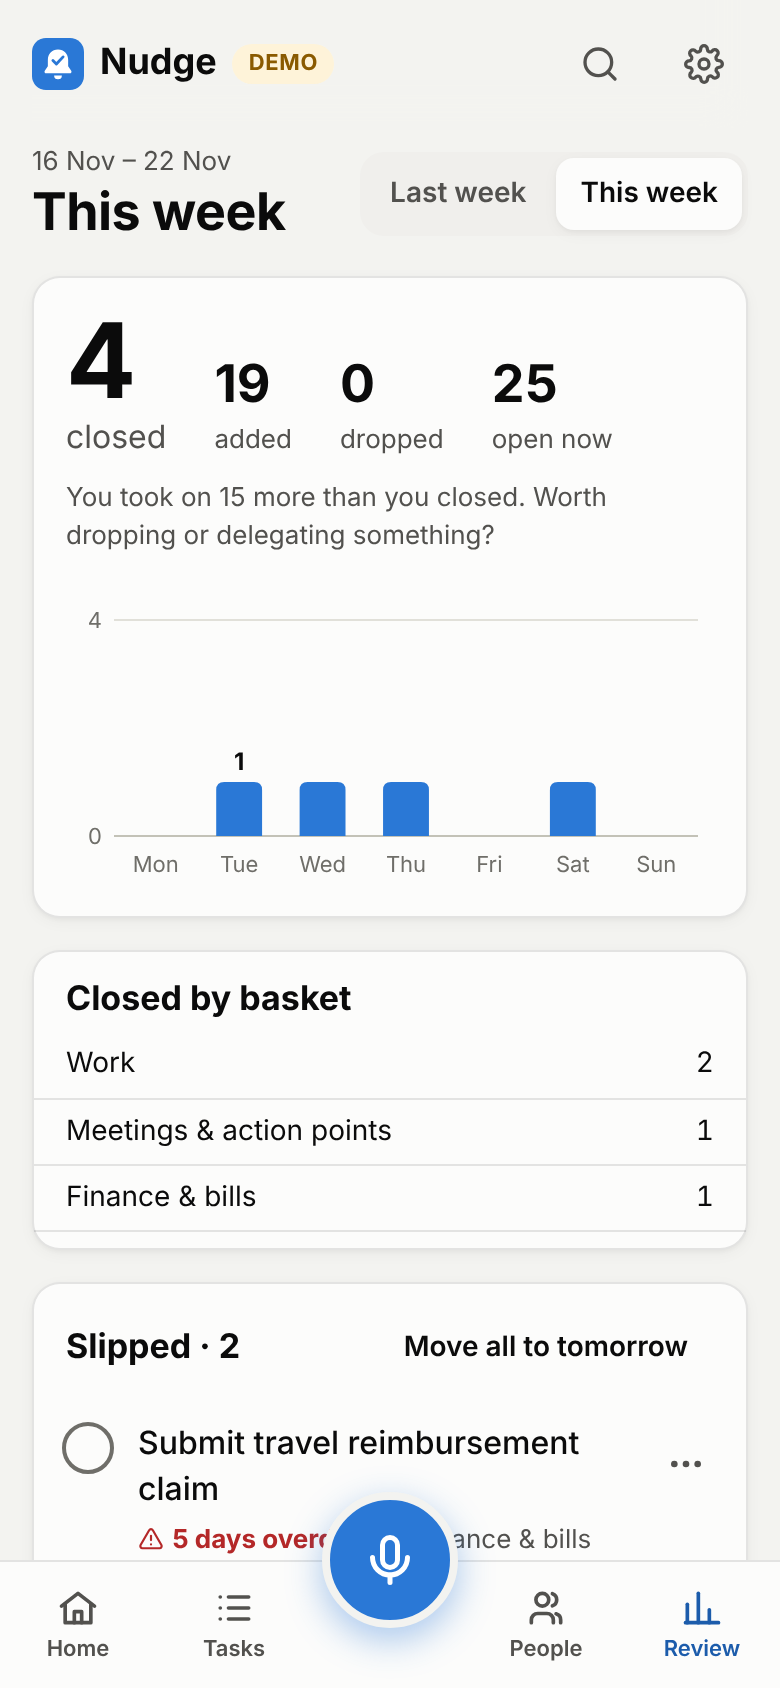 Nudge DEMO
16 Nov – 22 Nov
This week
Last week This week
4 19 0 25
closed added dropped open now
You took on 15 more than you closed. Worth
dropping or delegating something?
4
1
0
Mon Tue Wed Thu Fri Sat Sun
Closed by basket
Work 2
Meetings & action points 1
Finance & bills 1
Slipped · 2 Move all to tomorrow
Submit travel reimbursement
claim
5 days & bills
Home Tasks People Review